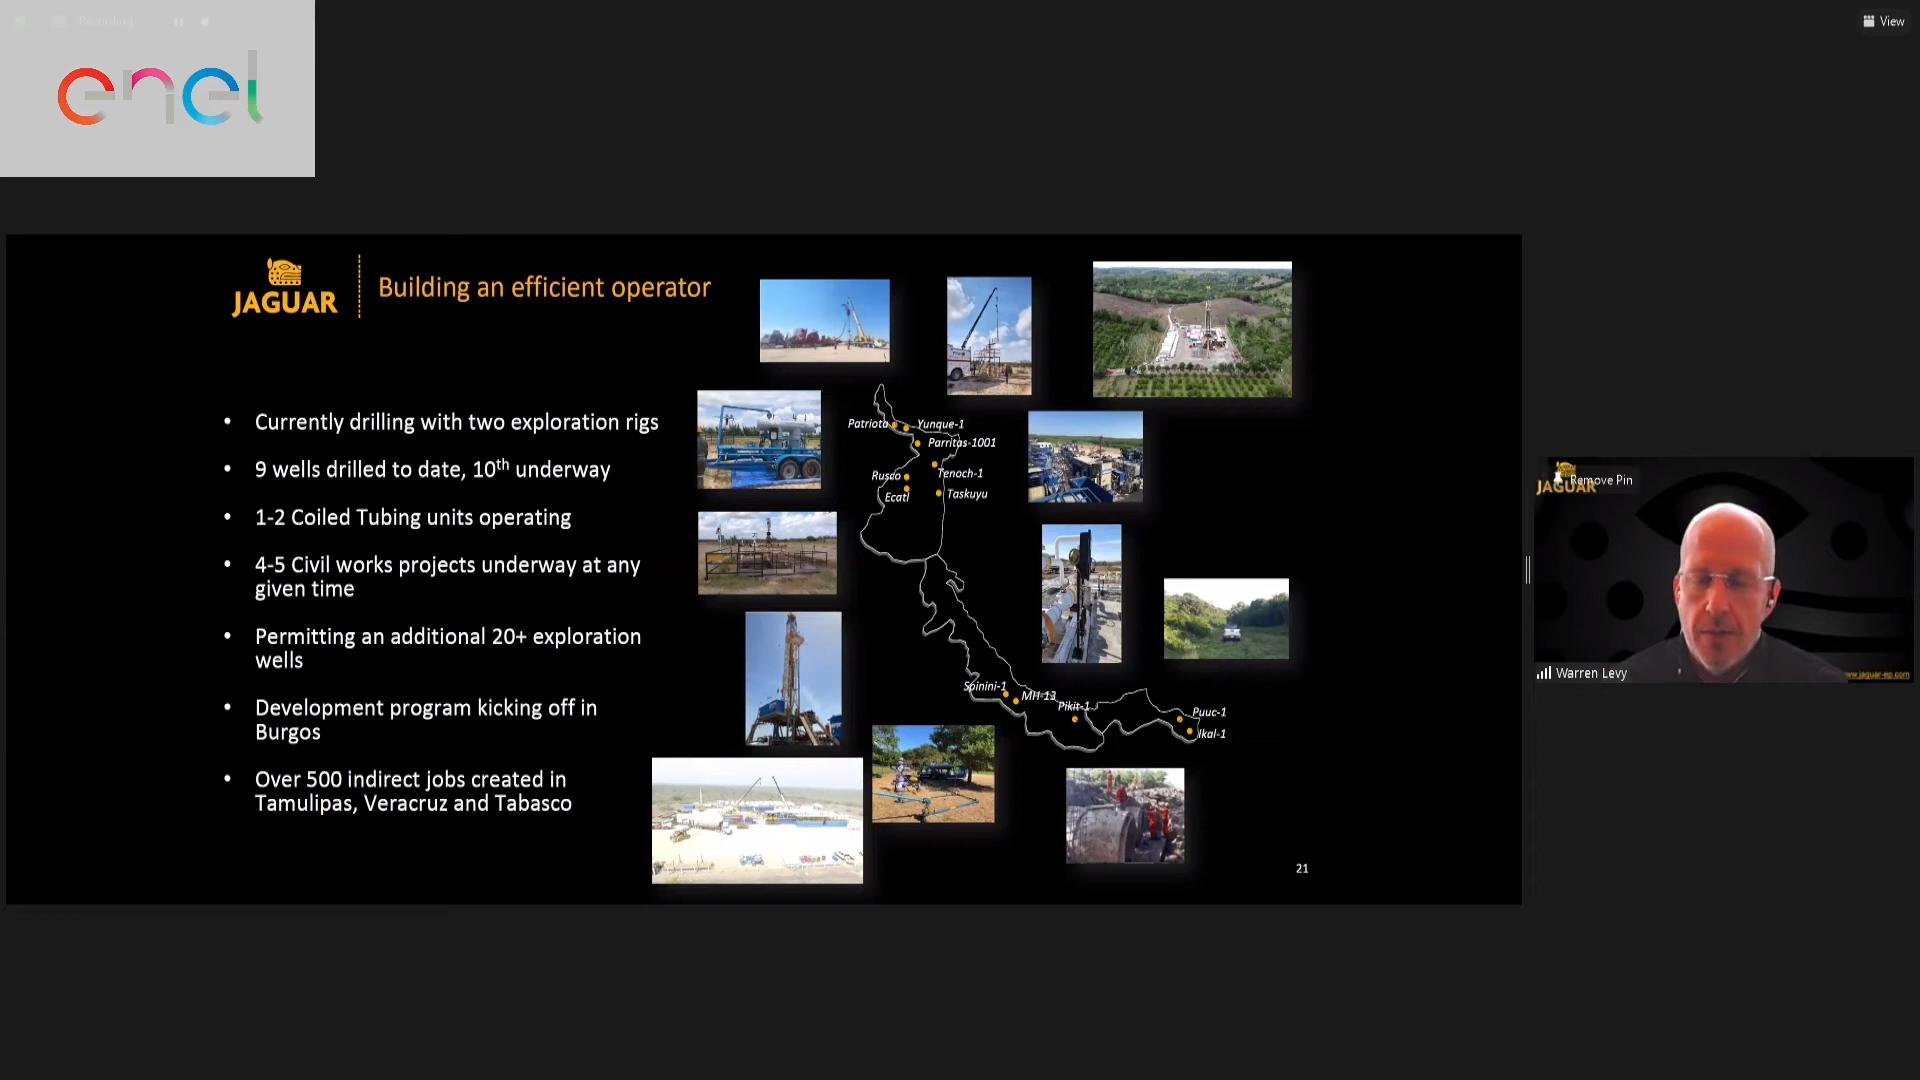 Recording
View
enel
JAGUAR
Building an efficient operator
• Currently drilling with two exploration rigs
• 9 wells drilled to date, 10th underway
• 1-2 Coiled Tubing units operating
• 4-5 Civil works projects underway at any
given time
• Permitting an additional 20+ exploration
wells
• Development program kicking off in
Burgos
• Over 500 indirect jobs created in
Tamulipas, Veracruz and Tabasco
Patriota
Yunque-1
Parritas-1001
Tenoch-1
Rusco
Ecatl
Taskuyu
Spinini-1
MH-13
Pikit-1
Puuc-1
Ikal-1
21
JAGUAR
Remove Pin
Warren Levy
www.jaguar-ep.com